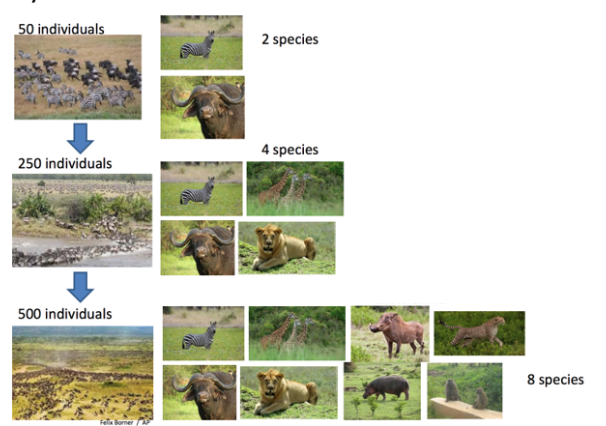 50 individuals
2 species
4 species
250 individuals
500 individuals
8 species
Felix Borner / AP